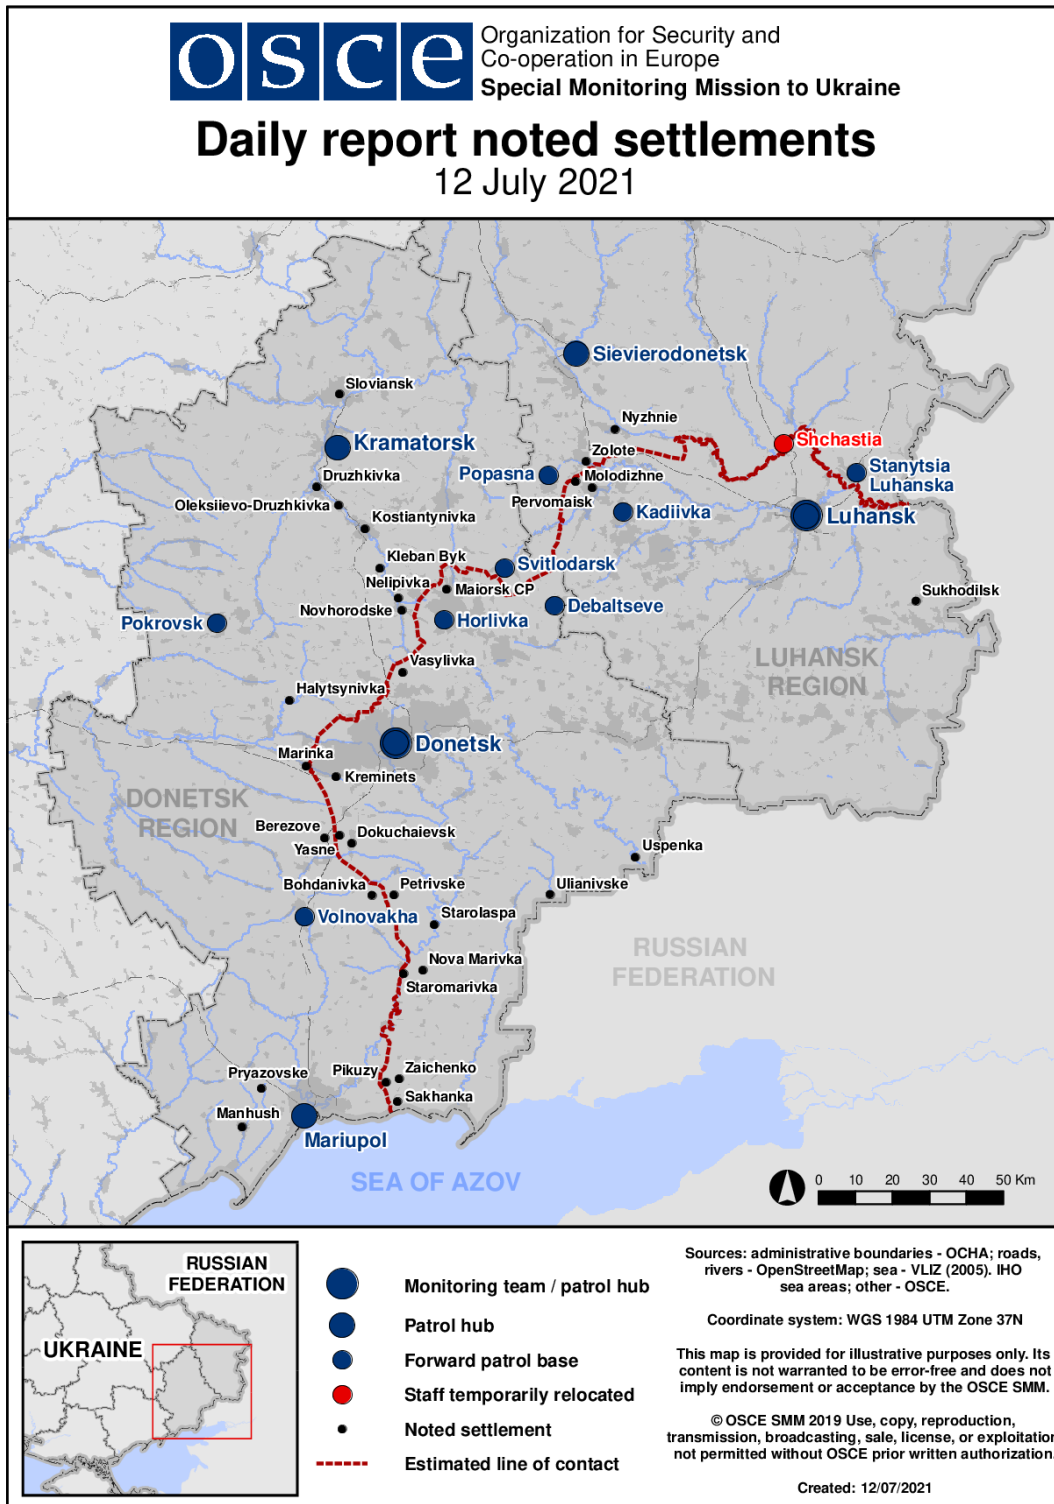 osce
Organization for Security and
Co-operation in Europe
Special Monitoring Mission to Ukraine
Daily report noted settlements
12 July 2021
Sievierodonetsk
Sloviansk
Nyzhnie
Kramatorsk
Shchastia
Zolote
Popasna
Stanytsia
Luhanska
Druzhkivka
Molodizhne
Oleksiievo-Druzhkivka
Pervomaisk
Kadiivka
Luhansk
Kostiantynivka
Kleban Byk
Svitlodarsk
Nelipivka
Maiorsk CP
Sukhodilsk
Novhorodske
Debaltseve
Pokrovsk
Horlivka
Vasylivka
LUHANSK
REGION
Halytsynivka
Donetsk
Marinka
Kreminets
DONETSK
REGION
Berezove
Dokuchaievsk
Yasne
Uspenka
Bohdanivka
Petrivske
Ulianivske
Volnovakha
Starolaspa
RUSSIAN
FEDERATION
Nova Marivka
Staromarivka
Pikuzy
Zaichenko
Pryazovske
Sakhanka
Manhush
Mariupol
SEA OF AZOV
0 10 20 30 40 50 Km
RUSSIAN
FEDERATION
UKRAINE
Monitoring team / patrol hub
Patrol hub
Forward patrol base
Staff temporarily relocated
Noted settlement
Estimated line of contact
Sources: administrative boundaries - OCHA; roads,
rivers - OpenStreetMap; sea - VLIZ (2005). IHO
sea areas; other - OSCE.
Coordinate system: WGS 1984 UTM Zone 37N
This map is provided for illustrative purposes only. Its
content is not warranted to be error-free and does not
imply endorsement or acceptance by the OSCE SMM.
© OSCE SMM 2019 Use, copy, reproduction,
transmission, broadcasting, sale, license, or exploitation
not permitted without OSCE prior written authorization.
Created: 12/07/2021